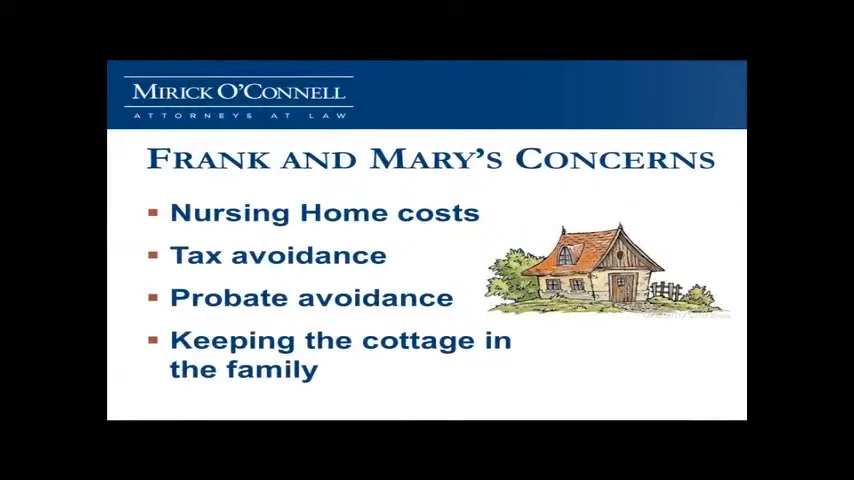 MIRICK O'CONNELL
ATTORNEYS AT LAW
FRANK AND MARY'S CONCERNS
Nursing Home costs
Tax avoidance
Probate avoidance
Keeping the cottage in
the family